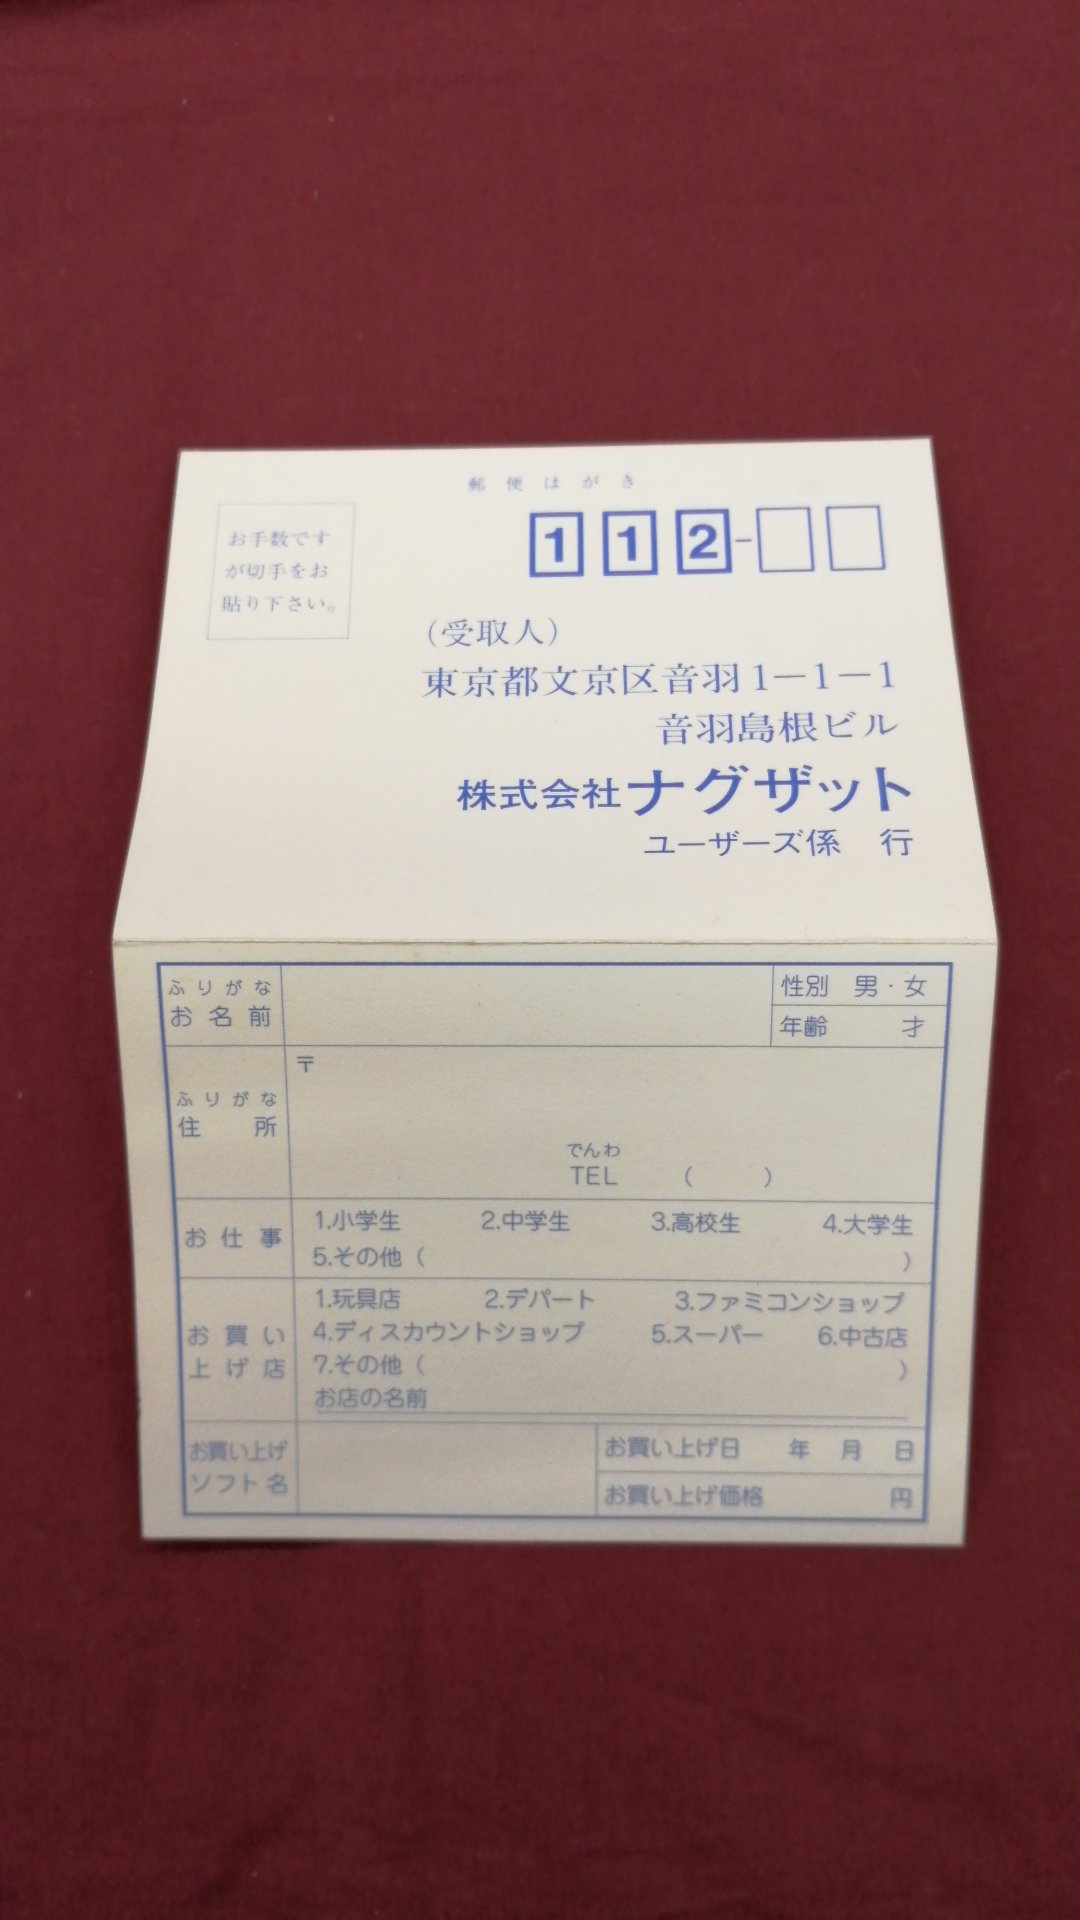 郵便はがき
お手数です
が切手をお
貼り下さい。
112-
（受取人）
東京都文京区音羽1−1−1
音羽島根ビル
株式会社ナグザット
ユーザーズ係　行
ふりがな
お名前
性別　男・女
年齢　才
〒
ふりがな
住所
でんわ
TEL （　）
お仕事
1.小学生　2.中学生　3.高校生　4.大学生
5.その他（　）
お買い
上げ店
1.玩具店　2.デパート　3.ファミコンショップ
4.ディスカウントショップ　5.スーパー　6.中古店
7.その他（　）
お店の名前
お買い上げ
ソフト名
お買い上げ日　年　月　日
お買い上げ価格　円